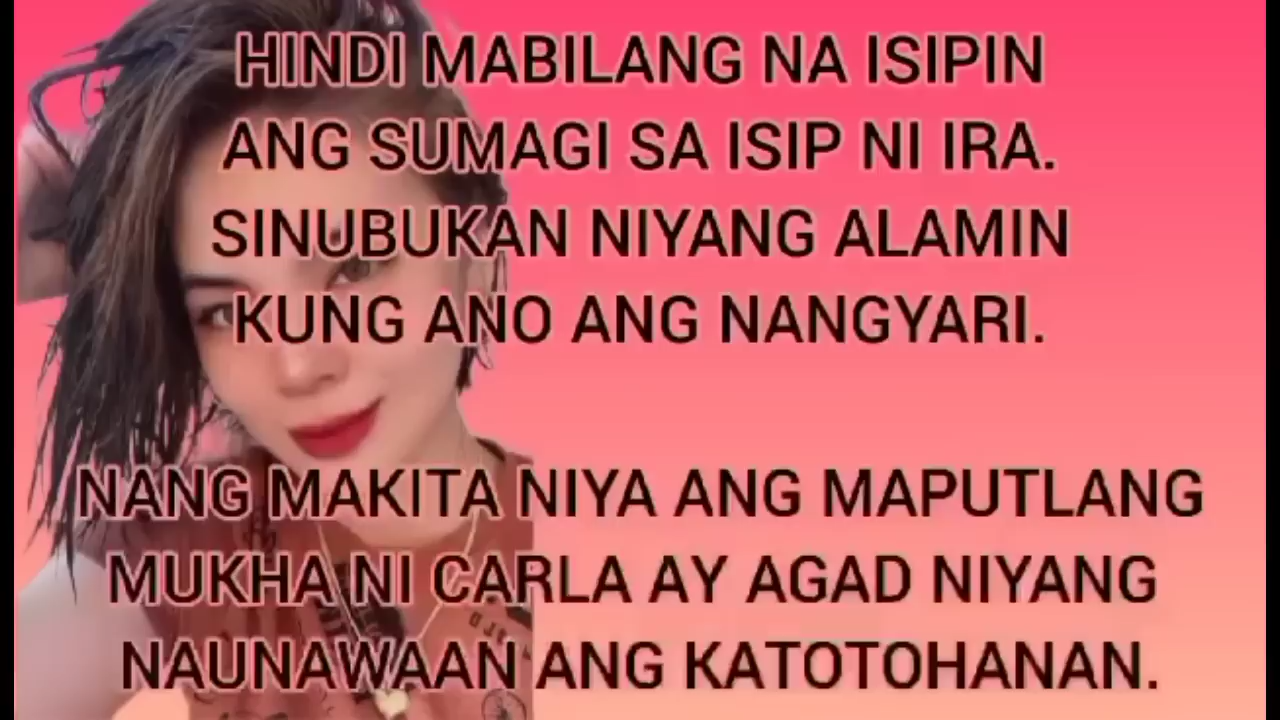 HINDI MABILANG NA ISIPIN
ANG SUMAGI SA ISIP NI IRA.
SINUBUKAN NIYANG ALAMIN
KUNG ANO ANG NANGYARI.
NANG MAKITA NIYA ANG MAPUTLANG
MUKHA NI CARLA AY AGAD NIYANG
NAUNAWAAN ANG KATOTOHANAN.